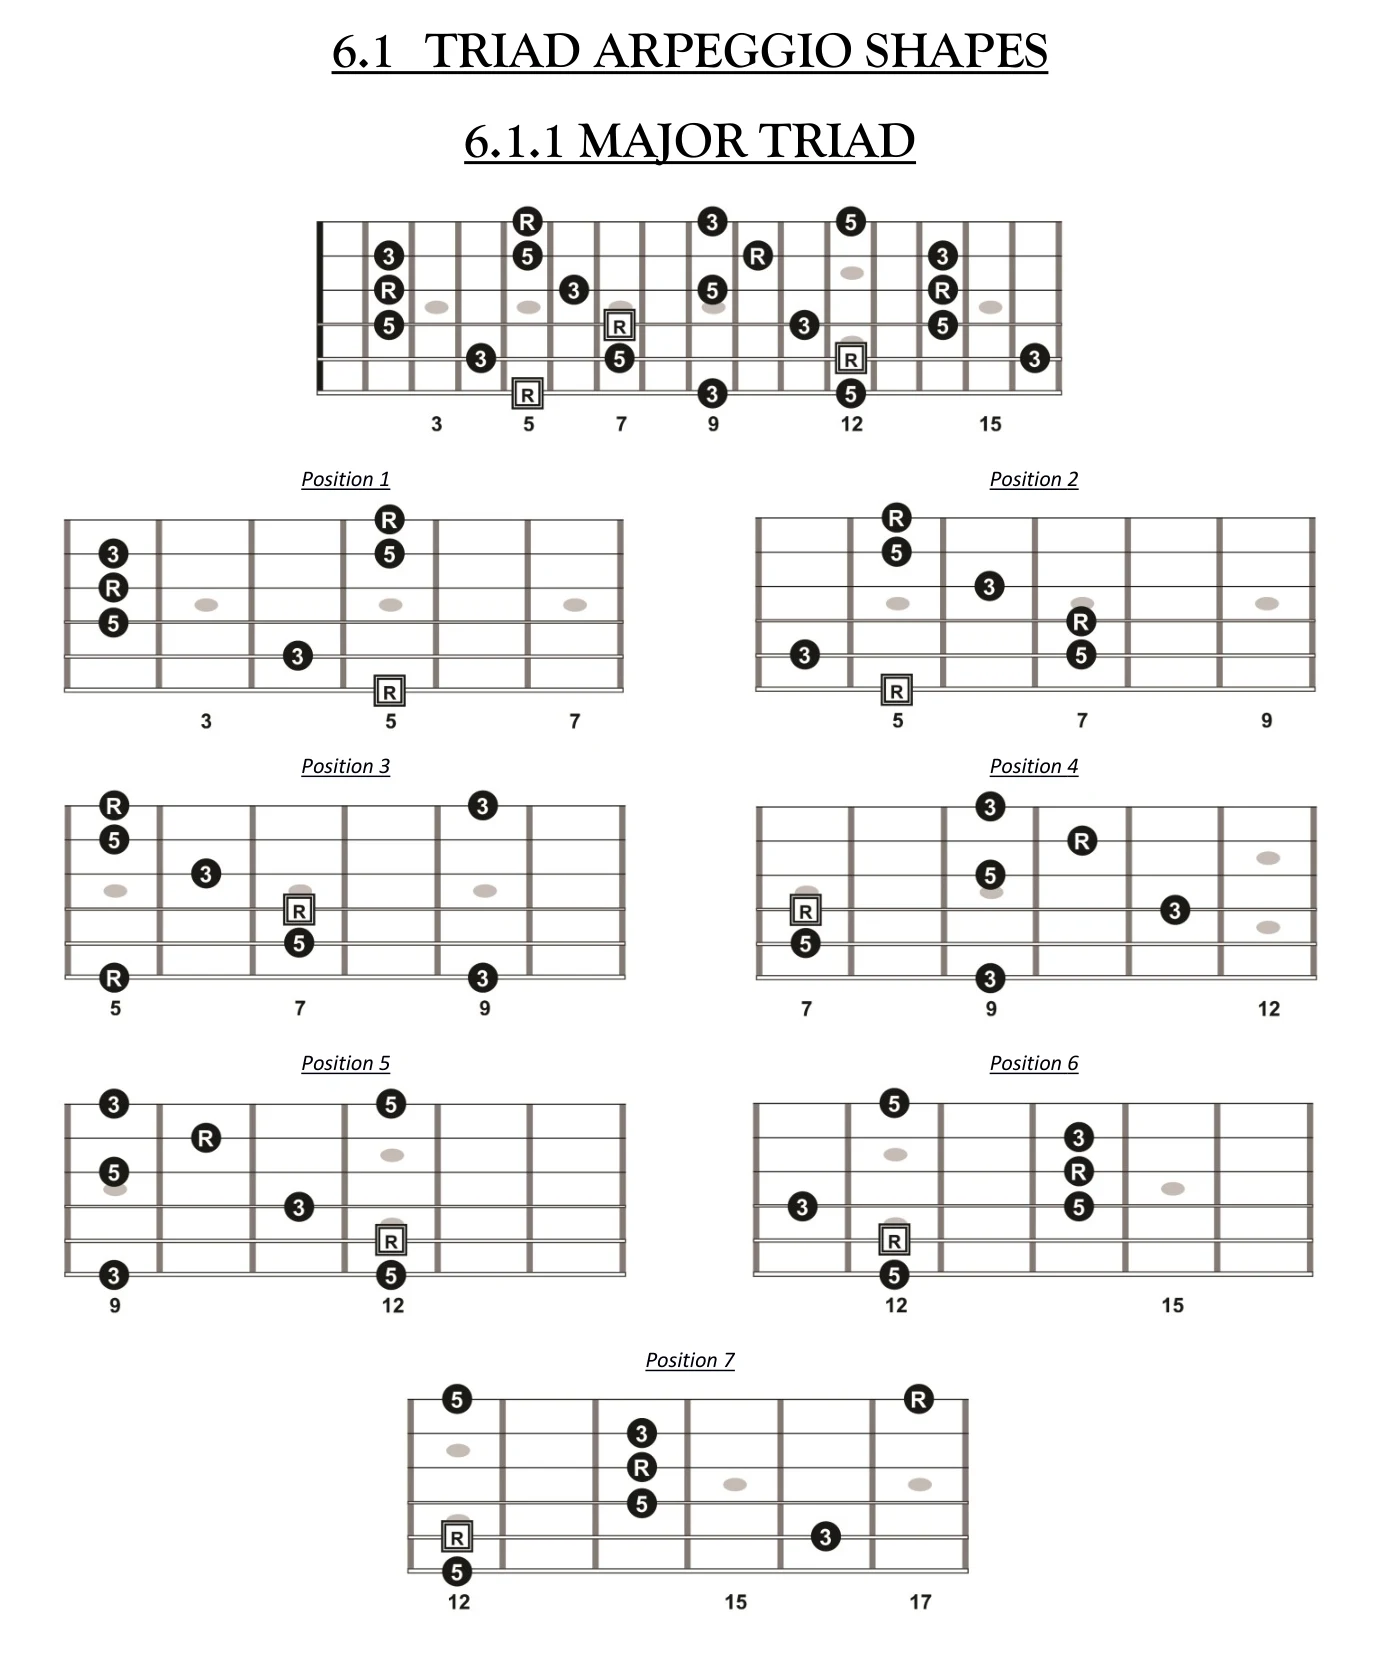 6.1 TRIAD ARPEGGIO SHAPES
6.1.1 MAJOR TRIAD
R 3 5
3 5 R 3
R 3 5 R
5 R 3 5
3 5 R 3
R 3 5
3 5 7 9 12 15
Position 1
R
3 5
R
5
3
R
3 5 7
Position 2
R
5
3
R
3 5
R
5 7 9
Position 3
R 3
5
3
R
5
R 3
5 7 9
Position 4
3
R
5
R 3
5
3
7 9 12
Position 5
3 5
R
5
3
R
3 5
9 12
Position 6
5
3
R
3 5
R
5
12 15
Position 7
5 R
3
R
5
R 3
5
12 15 17